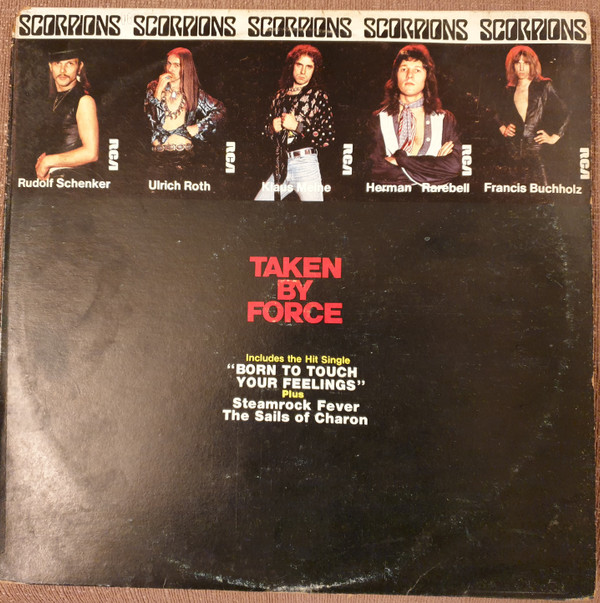 SCORPIONS SCORPIONS SCORPIONS SCORPIONS SCORPIONS
RCA RCA RCA RCA RCA
Rudolf Schenker Ulrich Roth Klaus Meine Herman Rarebell Francis Buchholz
TAKEN
BY
FORCE
Includes the Hit Single
“BORN TO TOUCH
YOUR FEELINGS”
Plus
Steamrock Fever
The Sails of Charon